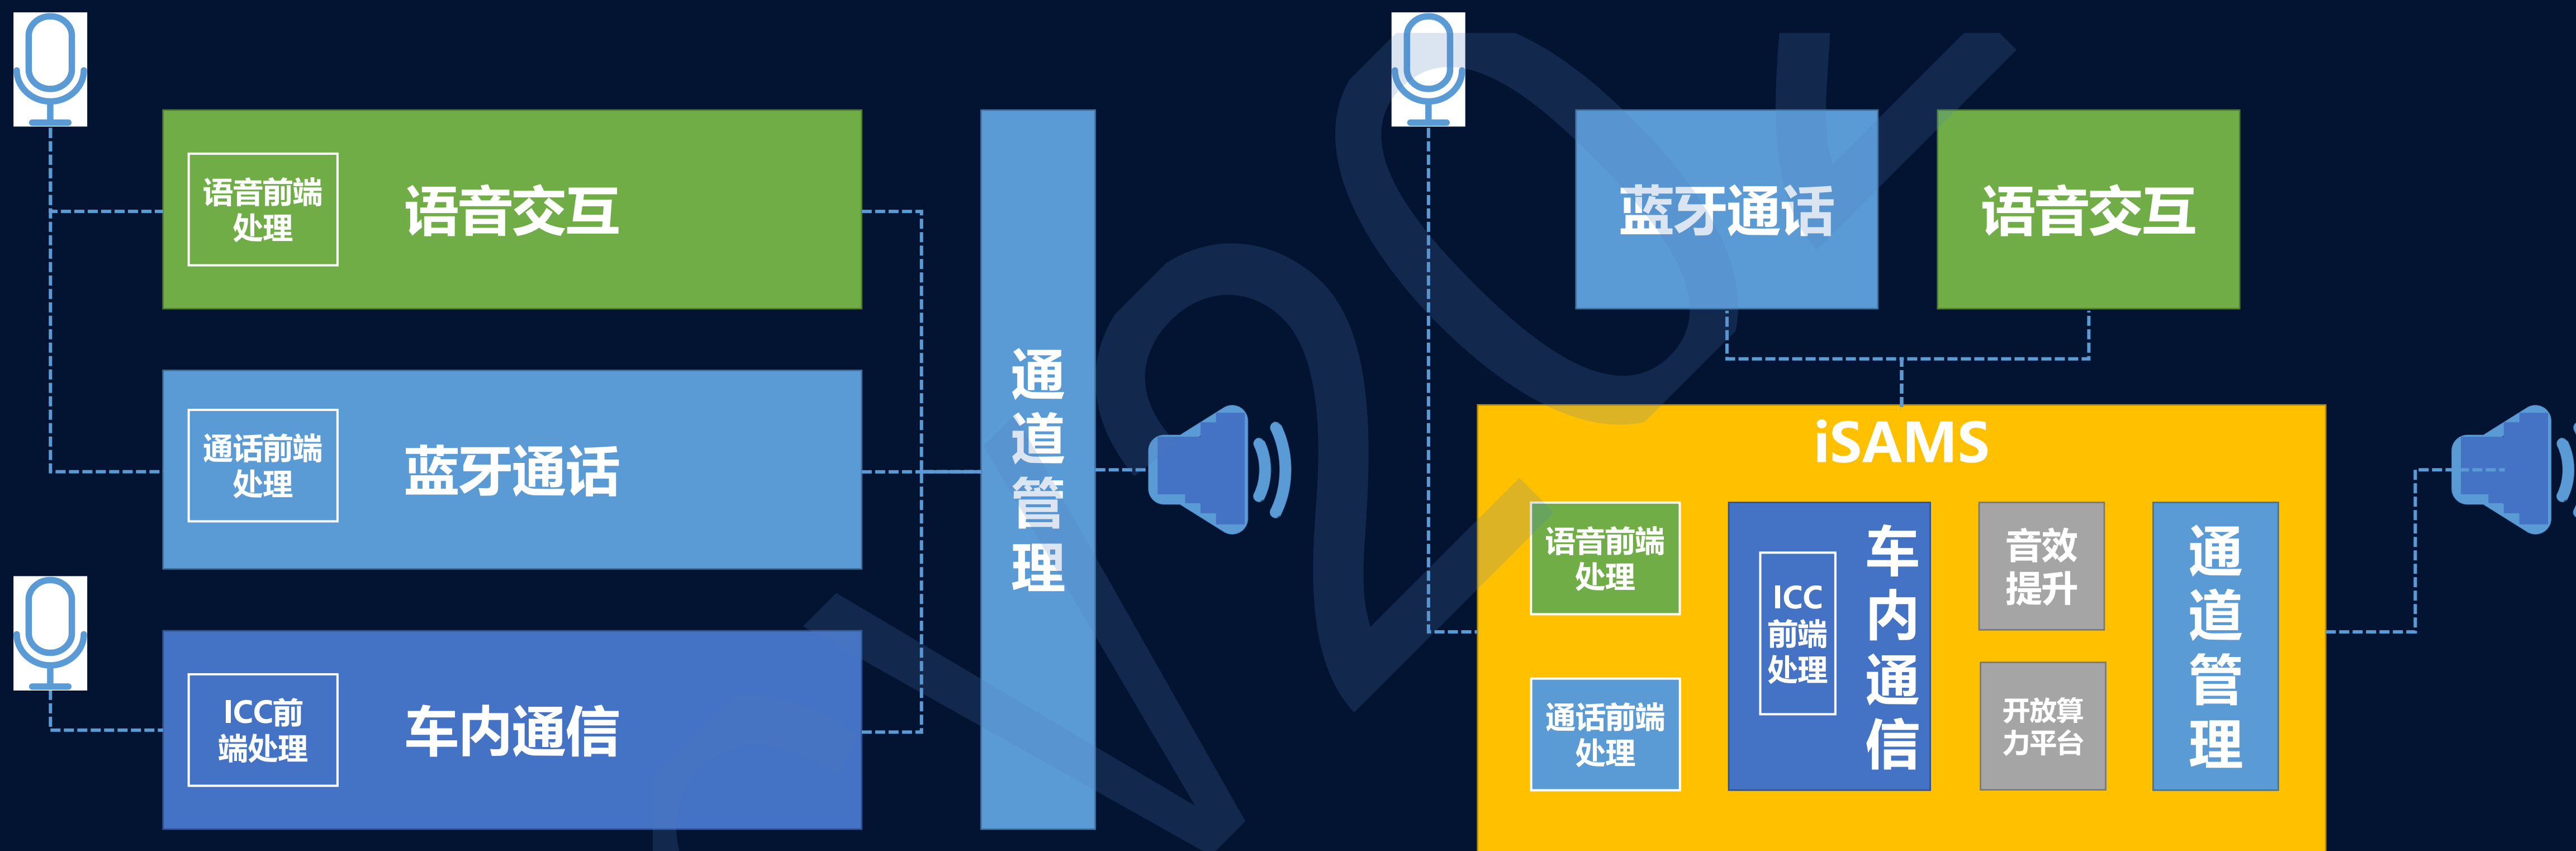 语音前端
处理
语音交互
通话前端
处理
蓝牙通话
ICC前
端处理
车内通信
通道管理
蓝牙通话
语音交互
iSAMS
语音前端
处理
通话前端
处理
ICC
前端
处理
车内通信
音效
提升
开放算
力平台
通道管理